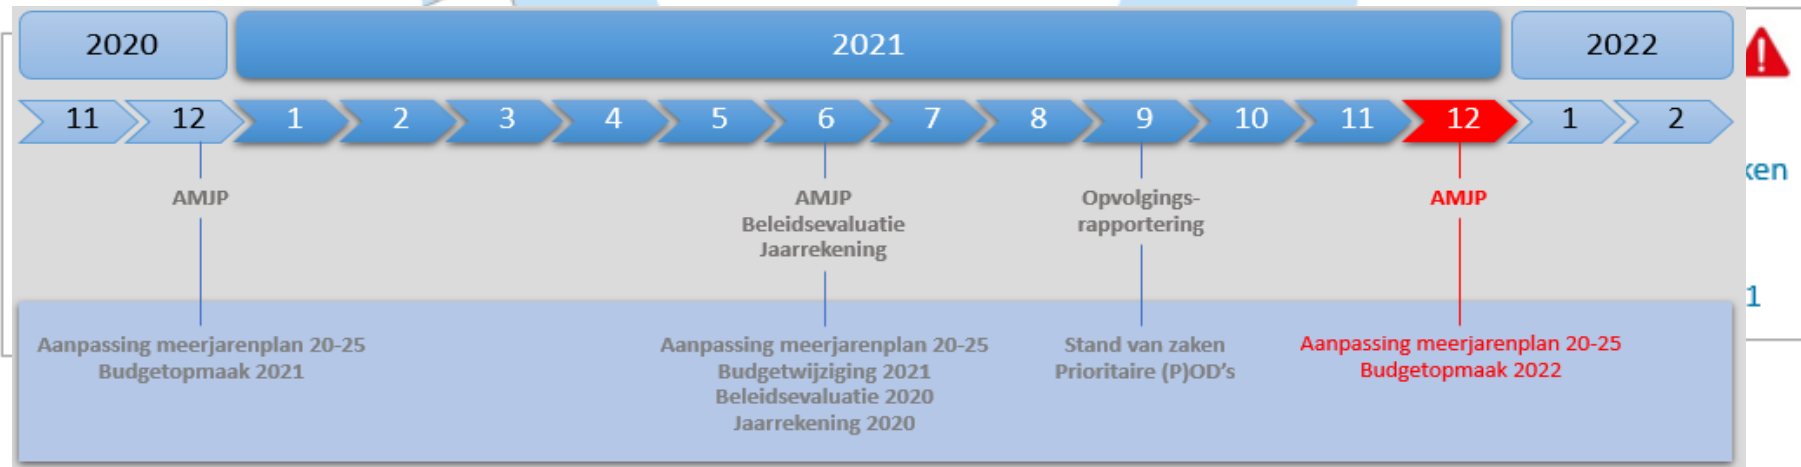 2020 2021 2022
11 12 1 2 3 4 5 6 7 8 9 10 11 12 1 2
AMJP
AMJP
Beleidsevaluatie
Jaarrekening
Opvolgings-
rapportering
AMJP
Aanpassing meerjarenplan 20-25
Budgetopmaak 2021
Aanpassing meerjarenplan 20-25
Budgetwijziging 2021
Beleidsevaluatie 2020
Jaarrekening 2020
Stand van zaken
Prioritaire (P)OD's
Aanpassing meerjarenplan 20-25
Budgetopmaak 2022
ken
1